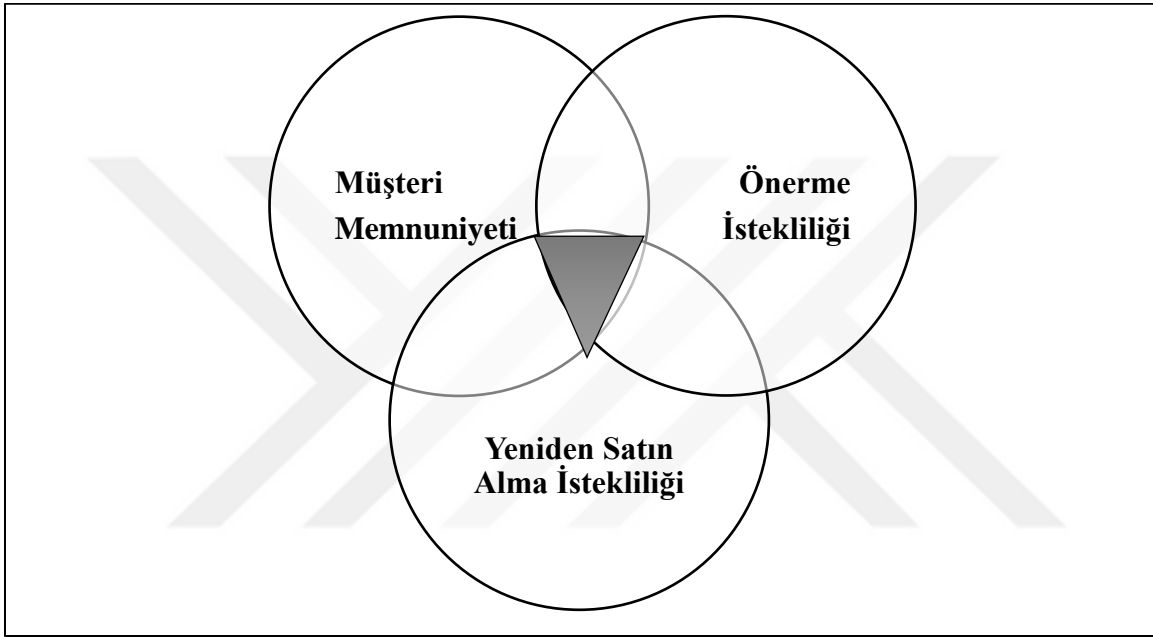 Müşteri
Memnuniyeti
Önerme
İstekliliği
Yeniden Satın
Alma İstekliliği